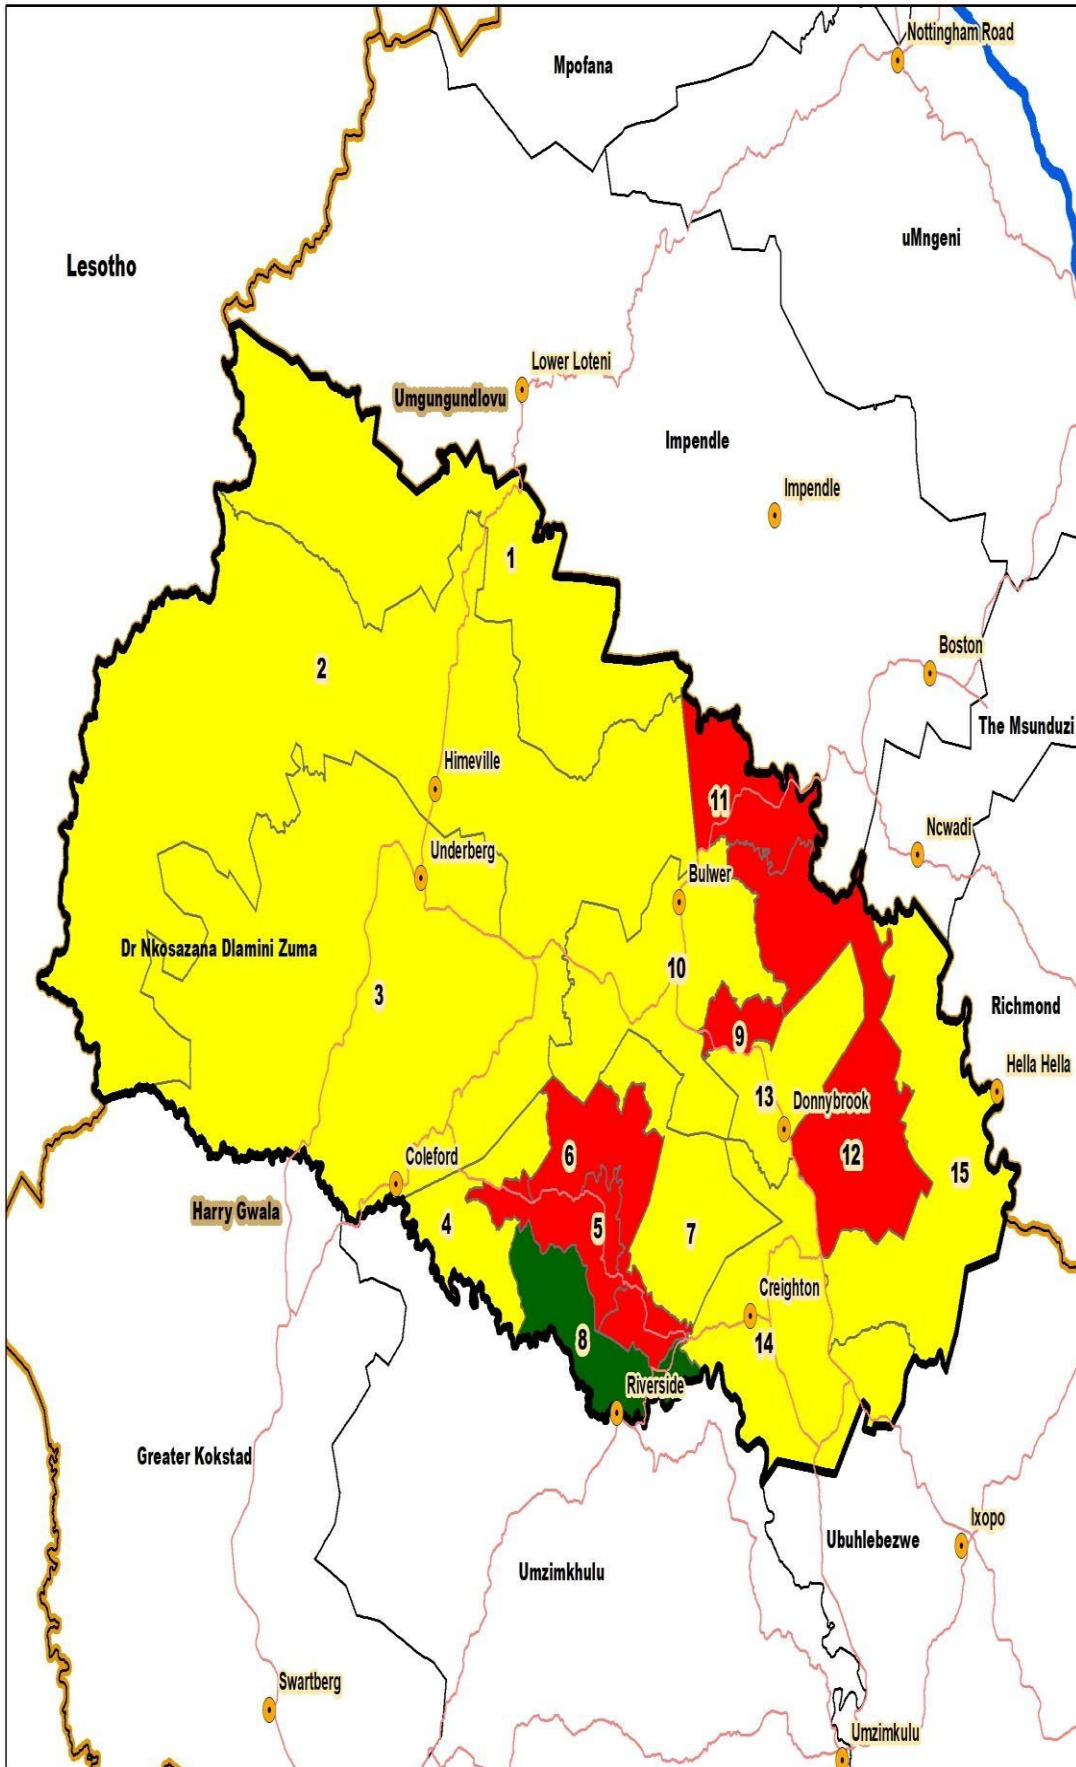 Nottingham Road
Mpofana
uMngeni
Lesotho
Lower Loteni
Umgungundlovu
Impendle
Impendle
1
Boston
2
The Msunduzi
Himeville
11
Ncwadi
Underberg
Bulwer
Dr Nkosazana Dlamini Zuma
10
3
Richmond
9
Hella Hella
13
Donnybrook
6
12
Coleford
15
Harry Gwala
4
5
7
Creighton
8
14
Riverside
Greater Kokstad
Ixopo
Ubuhlebezwe
Umzimkhulu
Swartberg
Umzimkulu